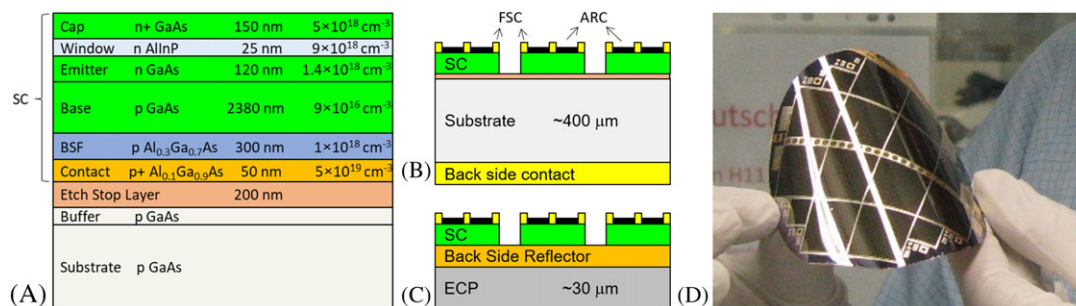 Cap n+ GaAs 150 nm 5×10¹⁸ cm⁻³
Window n AlInP 25 nm 9×10¹⁸ cm⁻³
Emitter n GaAs 120 nm 1.4×10¹⁸ cm⁻³
SC
Base p GaAs 2380 nm 9×10¹⁶ cm⁻³
BSF p Al₀.₃Ga₀.₇As 300 nm 1×10¹⁸ cm⁻³
Contact p+ Al₀.₁Ga₀.₉As 50 nm 5×10¹⁹ cm⁻³
Etch Stop Layer 200 nm
Buffer p GaAs
Substrate p GaAs
(A)
FSC ARC
SC
Substrate ~400 µm
(B)
Back side contact
SC
Back Side Reflector
(C)
ECP ~30 µm
utsch
n H11
(D)